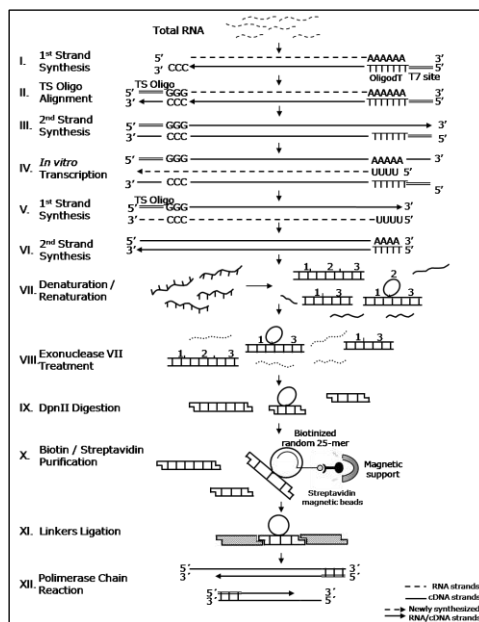 Total RNA
I. 1st Strand Synthesis
5′ AAAAAA 3′
3′ CCC TTTTTT 5′
OligodT T7 site
II. TS Oligo Alignment
TS Oligo
5′ GGG AAAAAA 3′
3′ CCC TTTTTT 5′
III. 2nd Strand Synthesis
5′ GGG 3′
3′ CCC TTTTTT 5′
IV. In vitro Transcription
5′ GGG AAAAA 3′
UUUU 5′
3′ CCC TTTTTT 5′
V. 1st Strand Synthesis
TS Oligo
5′ GGG 3′
3′ CCC UUUU 5′
VI. 2nd Strand Synthesis
5′ AAAA 3′
3′ TTTT 5′
VII. Denaturation / Renaturation
1 2 3
2
1 3 1 3
VIII. Exonuclease VII Treatment
1 2 3
1 3
1 3
IX. DpnII Digestion
X. Biotin / Streptavidin Purification
Biotinized random 25-mer
Magnetic support
Streptavidin magnetic beads
XI. Linkers Ligation
XII. Polimerase Chain Reaction
5′ 3′
3′ 5′
5′ 3′
3′ 5′
RNA strands
cDNA strands
Newly synthesized RNA/cDNA strands